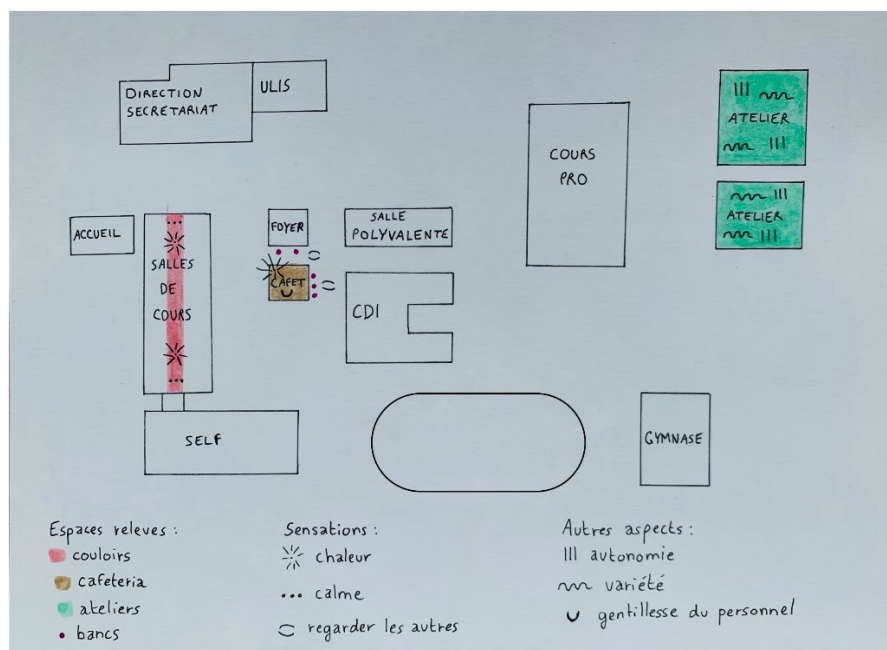 DIRECTION
SECRETARIAT
ULIS
COURS
PRO
ATELIER
ATELIER
ACCUEIL
SALLES
DE
COURS
FOYER
SALLE
POLYVALENTE
CAFET
CDI
SELF
GYMNASE
Espaces releves :
couloirs
cafeteria
ateliers
bancs
Sensations :
chaleur
calme
regarder les autres
Autres aspects :
autonomie
variété
gentillesse du personnel